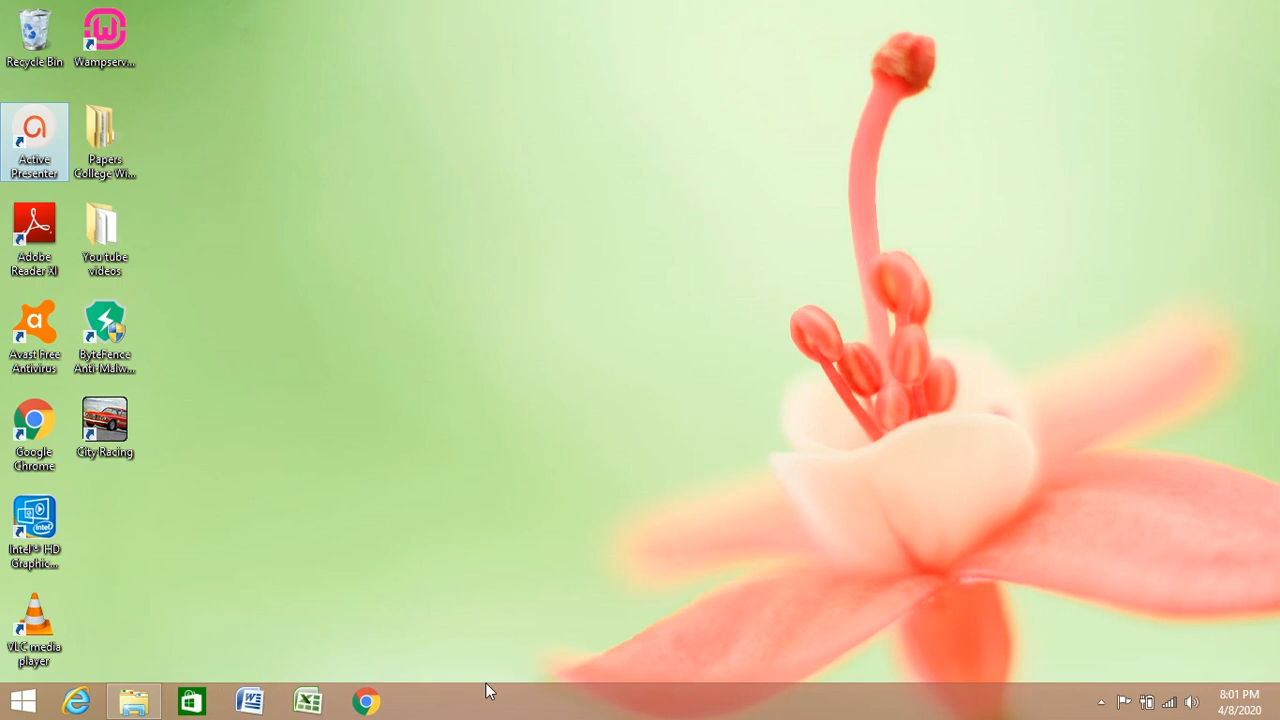 Recycle Bin
Wampserv...
Active
Presenter
Papers
College Wi...
Adobe
Reader XI
You tube
videos
Avast Free
Antivirus
ByteFence
Anti-Malw...
Google
Chrome
City Racing
Intel® HD
Graphic...
VLC media
player
8:01 PM
4/8/2020